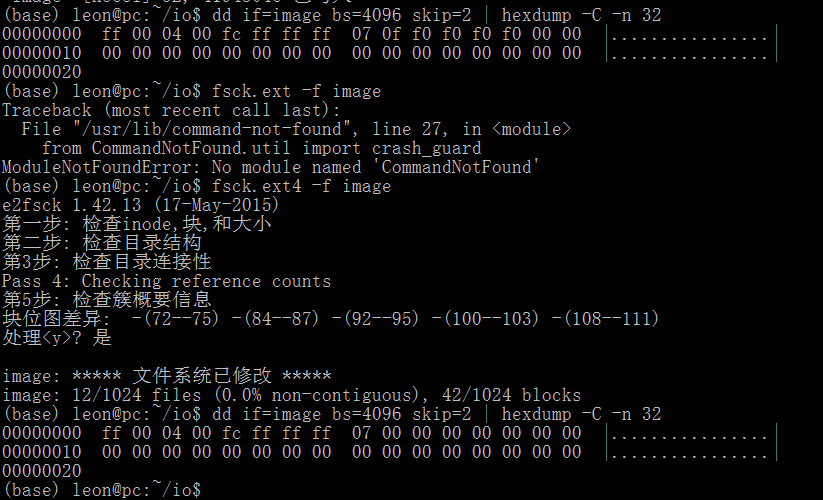 (base) leon@pc:~/io$ dd if=image bs=4096 skip=2 | hexdump -C -n 32
00000000  ff 00 04 00 fc ff ff ff  07 0f f0 f0 f0 f0 00 00  |................|
00000010  00 00 00 00 00 00 00 00  00 00 00 00 00 00 00 00  |................|
00000020
(base) leon@pc:~/io$ fsck.ext -f image
Traceback (most recent call last):
  File "/usr/lib/command-not-found", line 27, in <module>
    from CommandNotFound.util import crash_guard
ModuleNotFoundError: No module named 'CommandNotFound'
(base) leon@pc:~/io$ fsck.ext4 -f image
e2fsck 1.42.13 (17-May-2015)
第一步: 检查inode,块,和大小
第二步: 检查目录结构
第3步: 检查目录连接性
Pass 4: Checking reference counts
第5步: 检查簇概要信息
块位图差异:  -(72--75) -(84--87) -(92--95) -(100--103) -(108--111)
处理<y>? 是

image: ***** 文件系统已修改 *****
image: 12/1024 files (0.0% non-contiguous), 42/1024 blocks
(base) leon@pc:~/io$ dd if=image bs=4096 skip=2 | hexdump -C -n 32
00000000  ff 00 04 00 fc ff ff ff  07 00 00 00 00 00 00 00  |................|
00000010  00 00 00 00 00 00 00 00  00 00 00 00 00 00 00 00  |................|
00000020
(base) leon@pc:~/io$